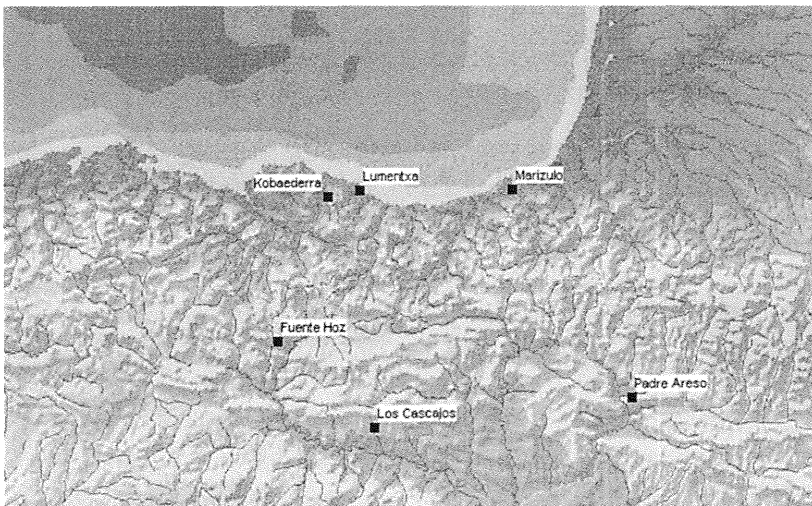 Kobaederra
Lumentxa
Marizulo
Fuente Hoz
Padre Areso
Los Cascajos